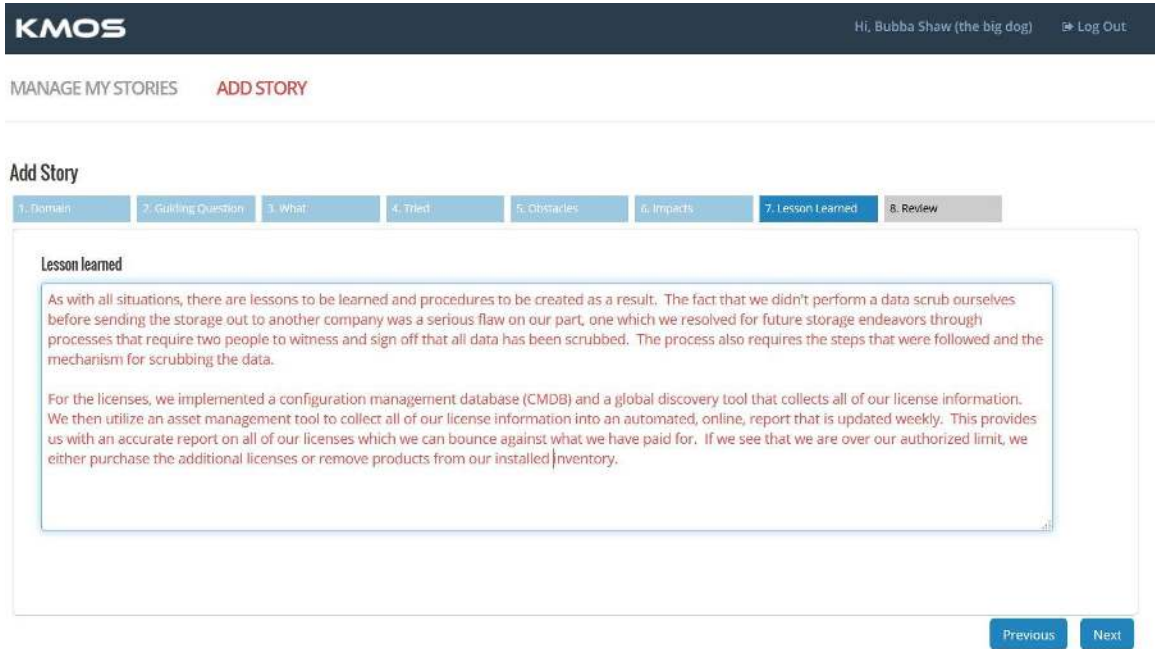 KMOS
Hi, Bubba Shaw (the big dog) Log Out
MANAGE MY STORIES ADD STORY
Add Story
1. Domain 2. Guiding Question 3. What 4. Tried 5. Obstacles 6. Impacts 7. Lesson Learned 8. Review
Lesson learned
As with all situations, there are lessons to be learned and procedures to be created as a result. The fact that we didn't perform a data scrub ourselves
before sending the storage out to another company was a serious flaw on our part, one which we resolved for future storage endeavors through
processes that require two people to witness and sign off that all data has been scrubbed. The process also requires the steps that were followed and the
mechanism for scrubbing the data.
For the licenses, we implemented a configuration management database (CMDB) and a global discovery tool that collects all of our license information.
We then utilize an asset management tool to collect all of our license information into an automated, online, report that is updated weekly. This provides
us with an accurate report on all of our licenses which we can bounce against what we have paid for. If we see that we are over our authorized limit, we
either purchase the additional licenses or remove products from our installed inventory.
Previous Next